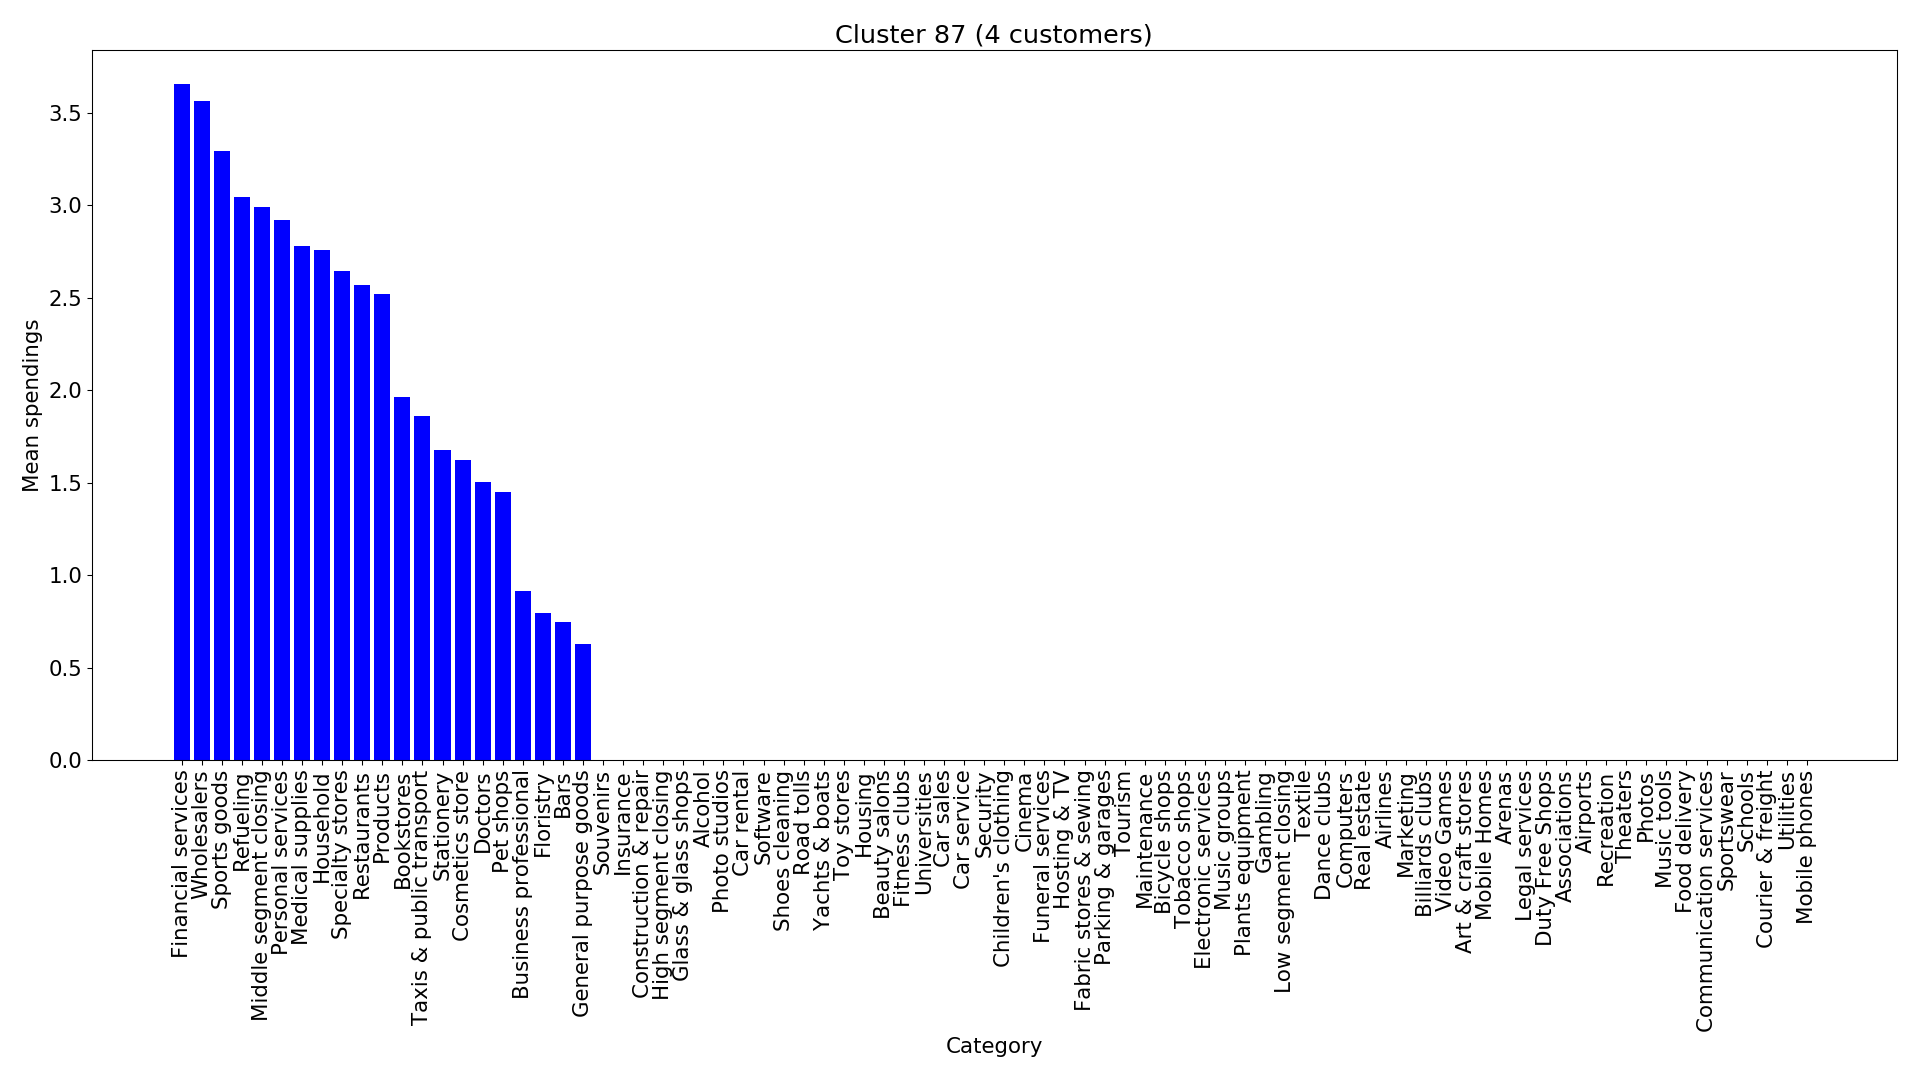 Cluster 87 (4 customers)
Mean spendings
3.5
3.0
2.5
2.0
1.5
1.0
0.5
0.0
Financial services
Wholesalers
Sports goods
Refueling
Middle segment closing
Personal services
Medical supplies
Household
Specialty stores
Restaurants
Products
Bookstores
Taxis & public transport
Stationery
Cosmetics store
Doctors
Pet shops
Business professional
Floristry
Bars
General purpose goods
Souvenirs
Insurance
Construction & repair
High segment closing
Glass & glass shops
Alcohol
Photo studios
Car rental
Software
Shoes cleaning
Road tolls
Yachts & boats
Toy stores
Housing
Beauty salons
Fitness clubs
Universities
Car sales
Car service
Security
Children's clothing
Cinema
Funeral services
Hosting & TV
Fabric stores & sewing
Parking & garages
Tourism
Maintenance
Bicycle shops
Tobacco shops
Electronic services
Music groups
Plants equipment
Gambling
Low segment closing
Textile
Dance clubs
Computers
Real estate
Airlines
Marketing
Billiards clubs
Video Games
Art & craft stores
Mobile Homes
Arenas
Legal services
Duty Free Shops
Associations
Airports
Recreation
Theaters
Photos
Music tools
Food delivery
Communication services
Sportswear
Schools
Courier & freight
Utilities
Mobile phones
Category